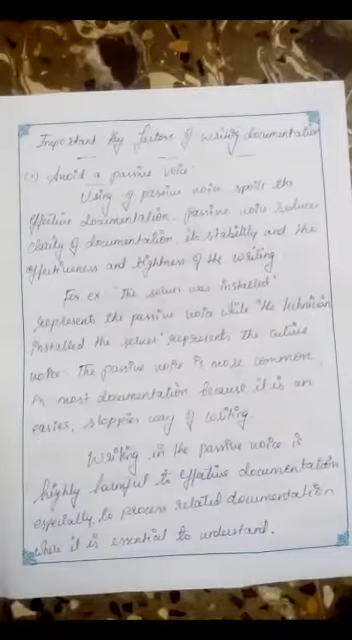 Important key factors of writing documentation
(1) Avoid a passive voice
Using of passive voice spoils the
effective documentation. passive voice reduces
clarity of documentation, its stability and the
effectiveness and tightness of the writing
For ex "The server was installed"
represents the passive voice while "the technician
installed the server" represents the active
voice. The passive voice is more common
in most documentation because it is an
easier, sloppier way of writing.
Writing in the passive voice is
highly harmful to effective documentation
especially to process related documentation
where it is essential to understand.